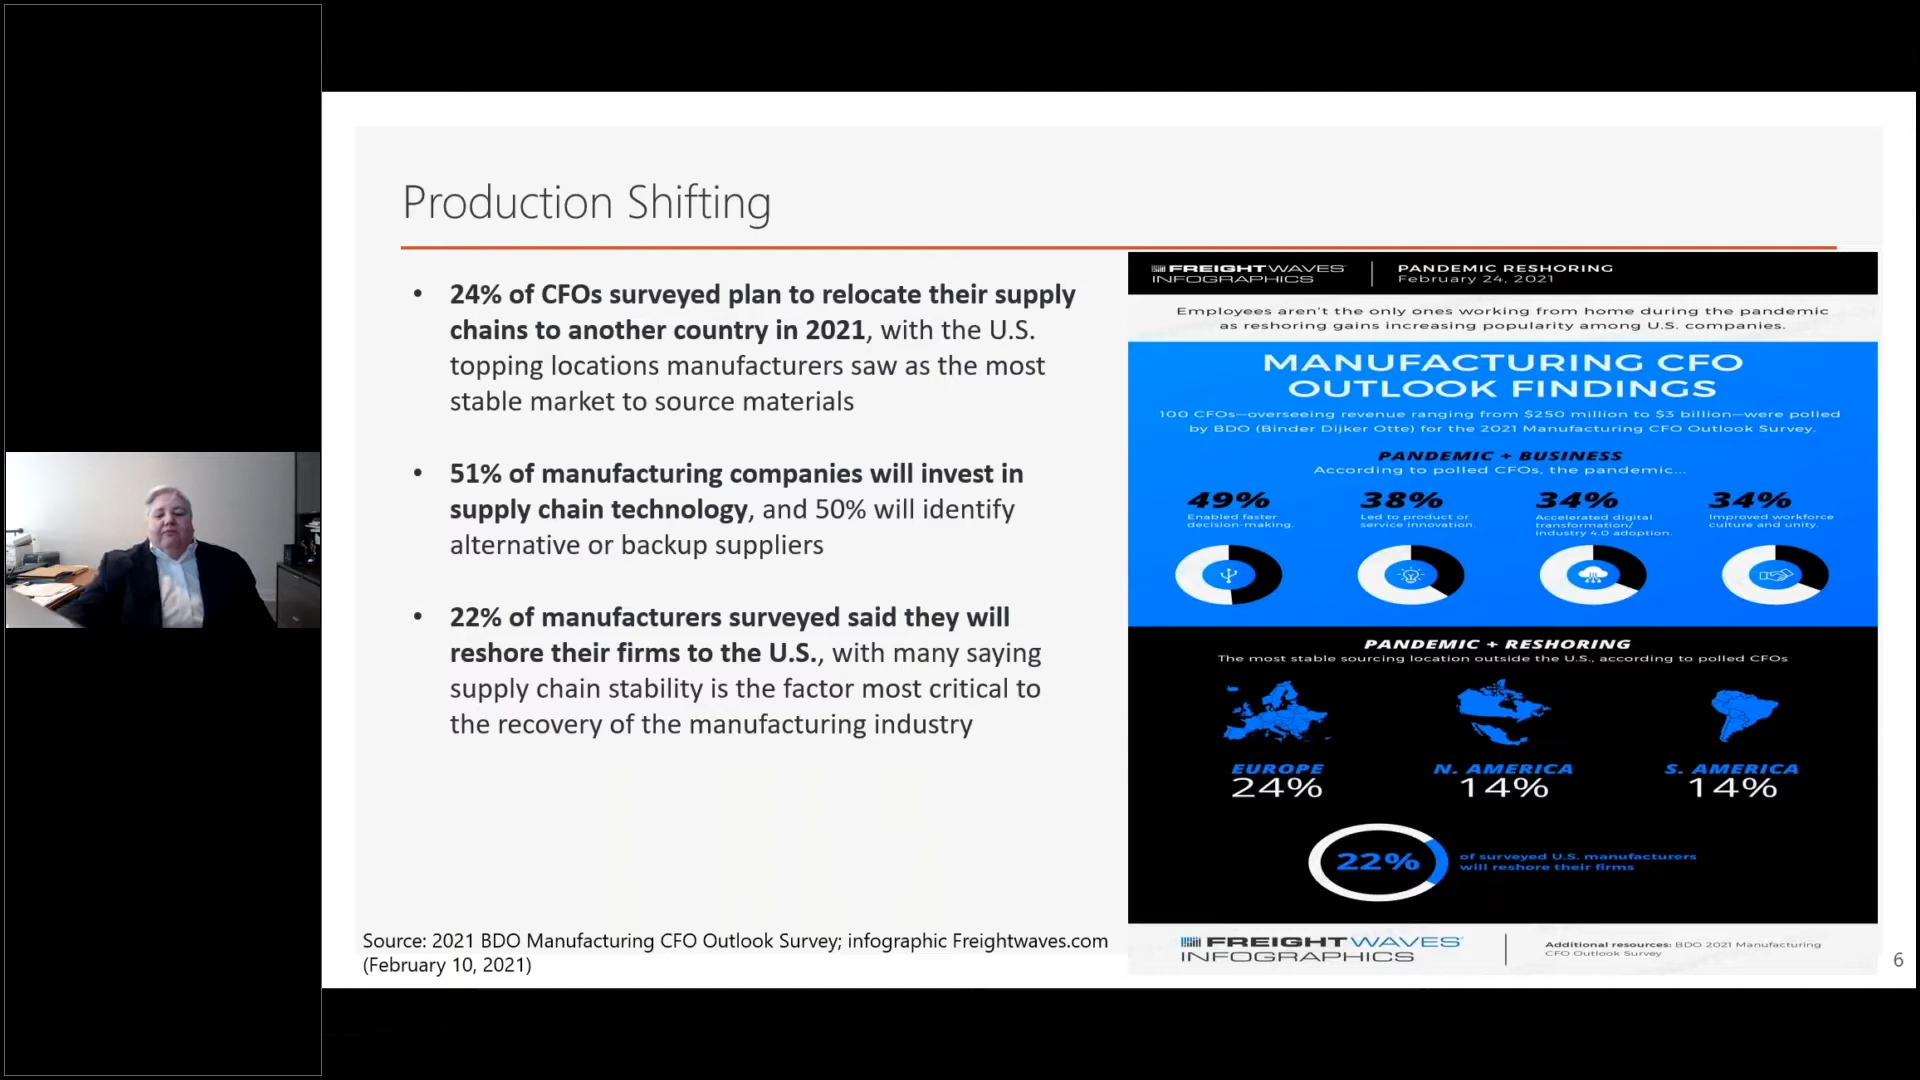 Production Shifting
• 24% of CFOs surveyed plan to relocate their supply
chains to another country in 2021, with the U.S.
topping locations manufacturers saw as the most
stable market to source materials
• 51% of manufacturing companies will invest in
supply chain technology, and 50% will identify
alternative or backup suppliers
• 22% of manufacturers surveyed said they will
reshore their firms to the U.S., with many saying
supply chain stability is the factor most critical to
the recovery of the manufacturing industry
Source: 2021 BDO Manufacturing CFO Outlook Survey; infographic Freightwaves.com
(February 10, 2021)
FREIGHTWAVES
INFOGRAPHICS
PANDEMIC RESHORING
February 24, 2021
Employees aren't the only ones working from home during the pandemic
as reshoring gains increasing popularity among U.S. companies.
MANUFACTURING CFO
OUTLOOK FINDINGS
100 CFOs—overseeing revenue ranging from $250 million to $3 billion—were polled
by BDO (Binder Dijker Otte) for the 2021 Manufacturing CFO Outlook Survey.
PANDEMIC + BUSINESS
According to polled CFOs, the pandemic...
49%
Enabled faster
decision-making.
38%
Led to product or
service innovation.
34%
Accelerated digital
transformation/
industry 4.0 adoption.
34%
Improved workforce
culture and unity.
PANDEMIC + RESHORING
The most stable sourcing location outside the U.S., according to polled CFOs
EUROPE
24%
N. AMERICA
14%
S. AMERICA
14%
22%
of surveyed U.S. manufacturers
will reshore their firms
FREIGHTWAVES
INFOGRAPHICS
Additional resources: BDO 2021 Manufacturing
CFO Outlook Survey
6